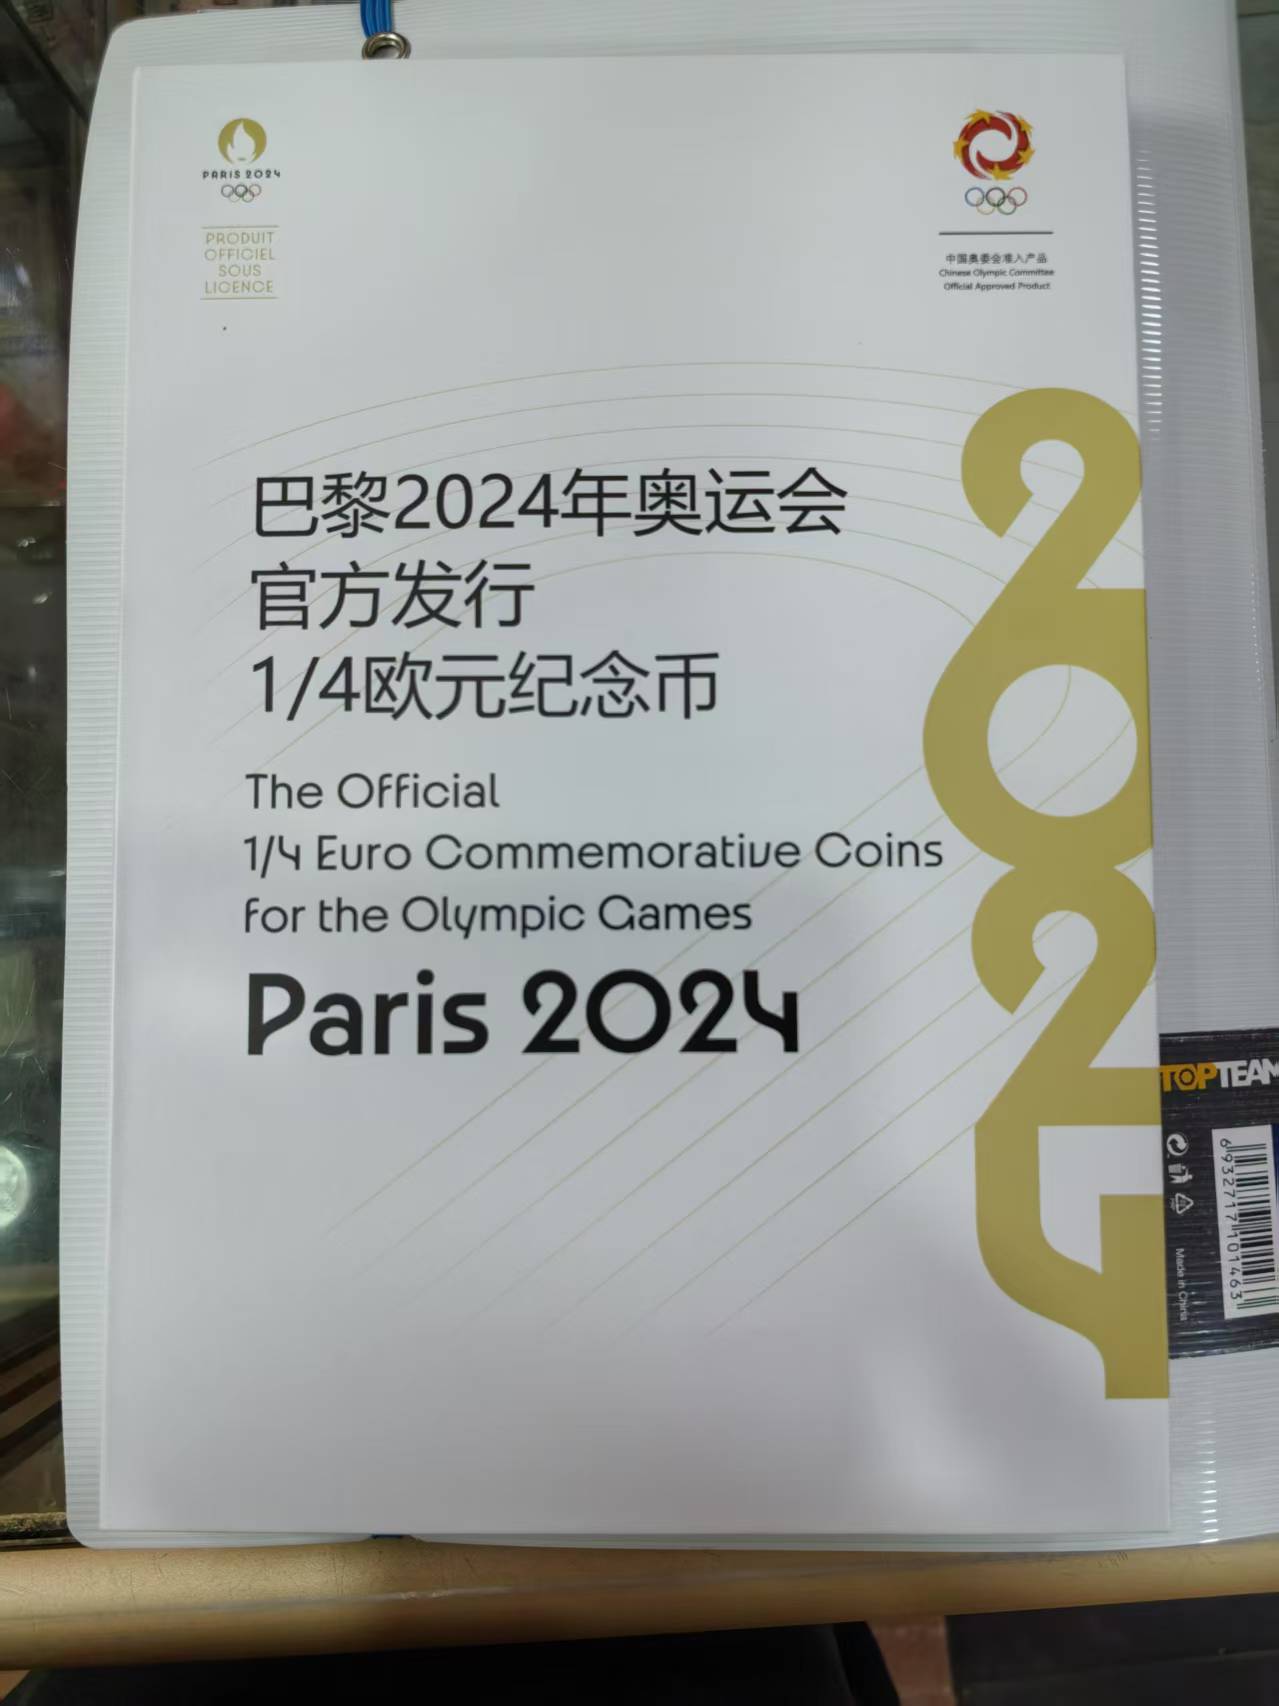 PARIS 2024
PRODUIT
OFFICIEL
SOUS
LICENCE
中国奥委会准入产品
Chinese Olympic Committee
Official Approved Product
巴黎2024年奥运会
官方发行
1/4欧元纪念币
The Official
1/4 Euro Commemorative Coins
for the Olympic Games
Paris 2024
2024
TOPTEAM
6932717101463
Made in China